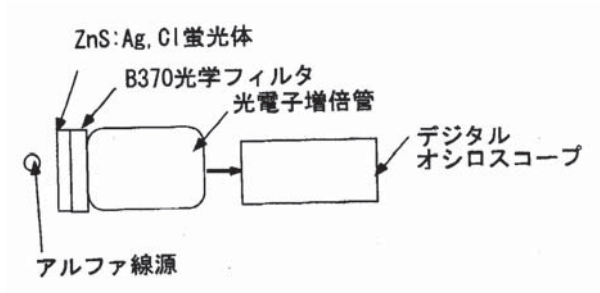 ZnS:Ag,Cl蛍光体
B370光学フィルタ
光電子増倍管
デジタル
オシロスコープ
アルファ線源